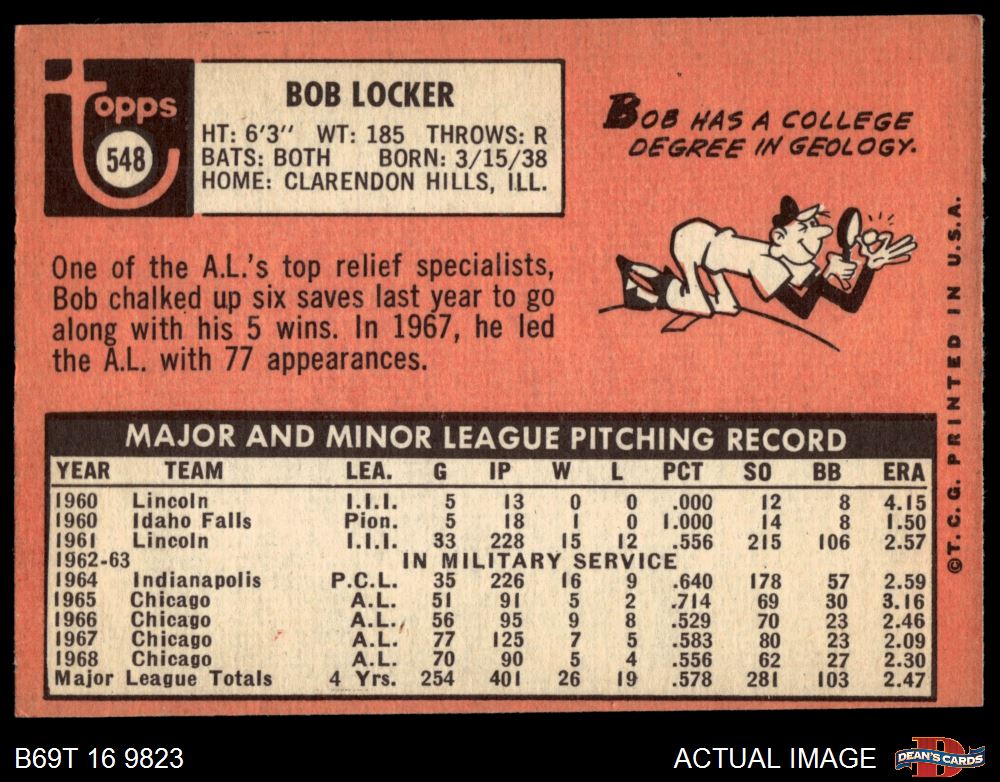 Topps
548
BOB LOCKER
HT: 6'3" WT: 185 THROWS: R
BATS: BOTH BORN: 3/15/38
HOME: CLARENDON HILLS, ILL.
BOB HAS A COLLEGE
DEGREE IN GEOLOGY.
One of the A.L.'s top relief specialists,
Bob chalked up six saves last year to go
along with his 5 wins. In 1967, he led
the A.L. with 77 appearances.
MAJOR AND MINOR LEAGUE PITCHING RECORD
YEAR TEAM LEA. G IP W L PCT SO BB ERA
1960 Lincoln I.I.I. 5 13 0 0 .000 12 8 4.15
1960 Idaho Falls Pion. 5 18 1 0 1.000 14 8 1.50
1961 Lincoln I.I.I. 33 228 15 12 .556 215 106 2.57
1962-63 IN MILITARY SERVICE
1964 Indianapolis P.C.L. 35 226 16 9 .640 178 57 2.59
1965 Chicago A.L. 51 91 5 2 .714 69 30 3.16
1966 Chicago A.L. 56 95 9 8 .529 70 23 2.46
1967 Chicago A.L. 77 125 7 5 .583 80 23 2.09
1968 Chicago A.L. 70 90 5 4 .556 62 27 2.30
Major League Totals 4 Yrs. 254 401 26 19 .578 281 103 2.47
©T. C. G. PRINTED IN U.S.A.
B69T 16 9823
ACTUAL IMAGE
DEAN'S CARDS